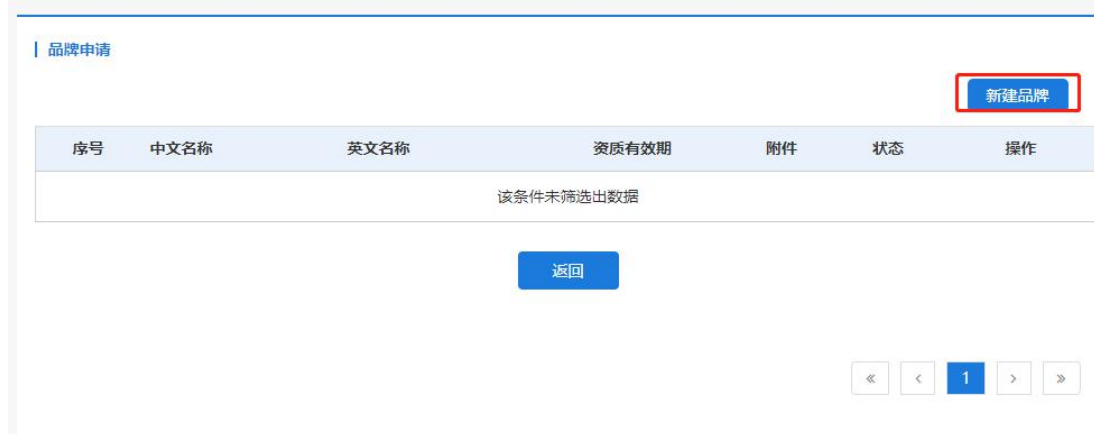 品牌申请
新建品牌
序号 中文名称 英文名称 资质有效期 附件 状态 操作
该条件未筛选出数据
返回
« < 1 > »